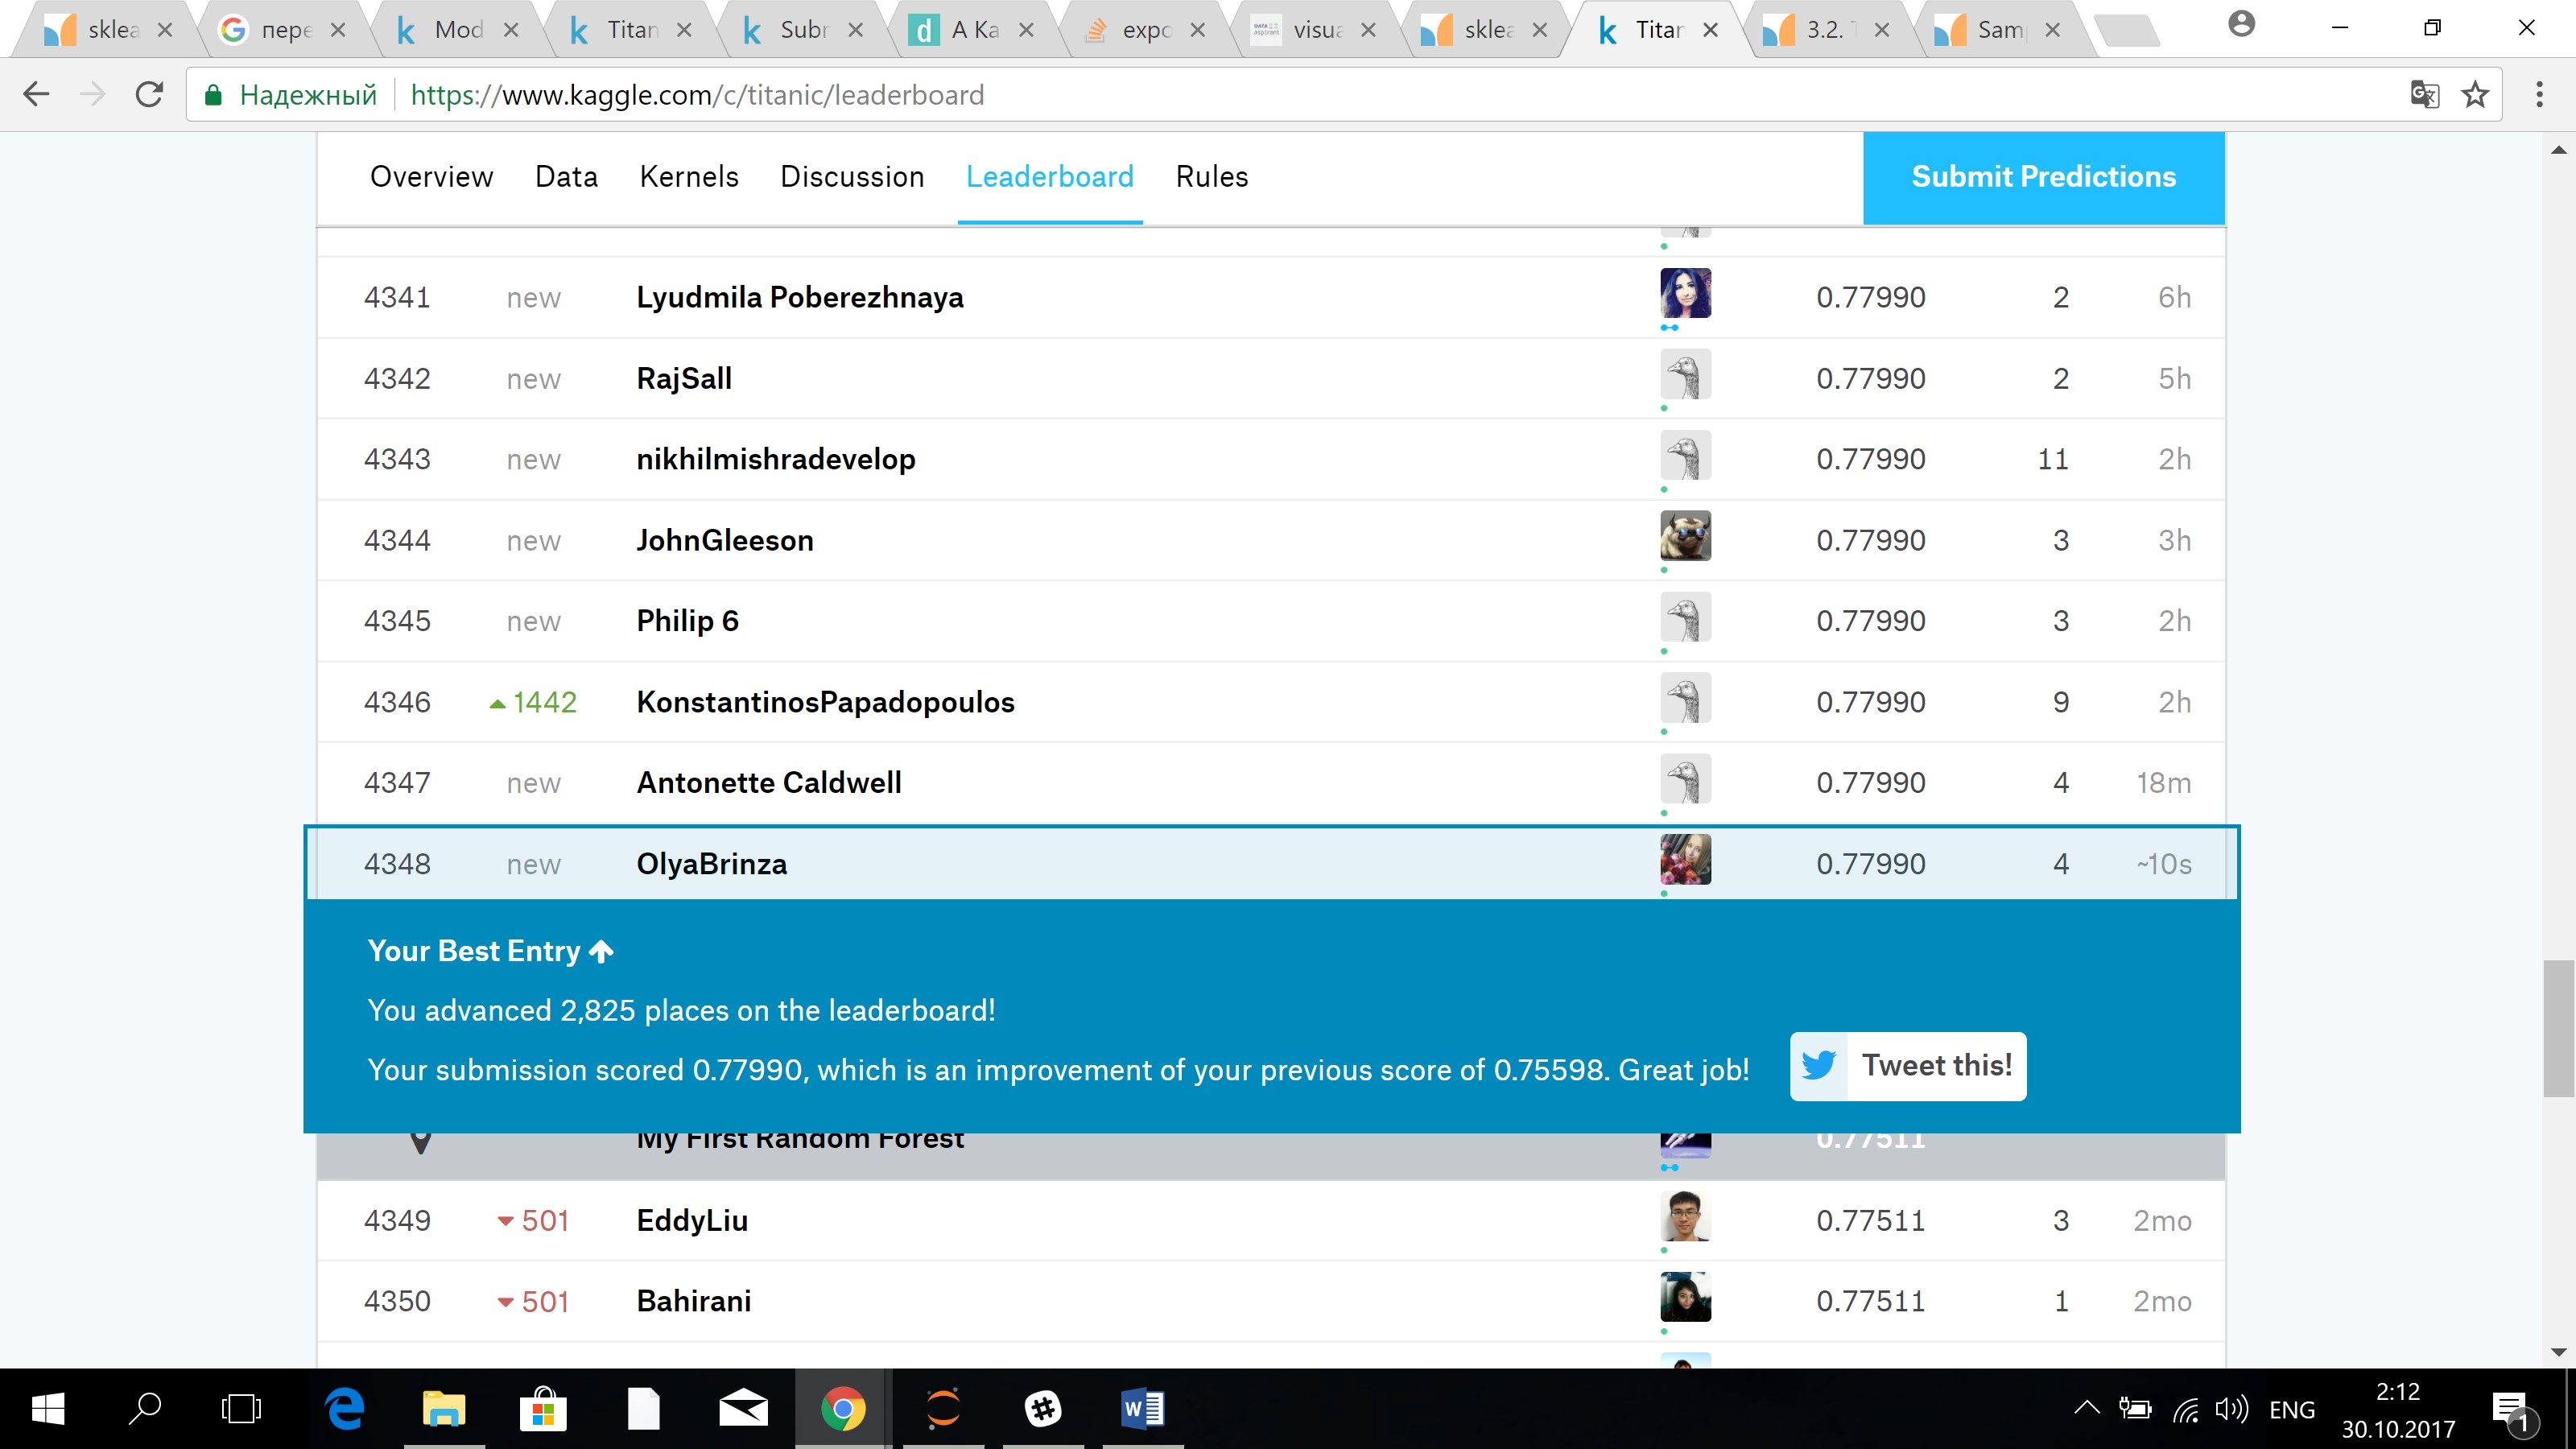 sklea
пере
Mod
Titan
Subr
A Ka
expo
visua
sklea
Titan
3.2. T
Sam
Надежный https://www.kaggle.com/c/titanic/leaderboard
Overview Data Kernels Discussion Leaderboard Rules Submit Predictions
4341 new Lyudmila Poberezhnaya 0.77990 2 6h
4342 new RajSall 0.77990 2 5h
4343 new nikhilmishradevelop 0.77990 11 2h
4344 new JohnGleeson 0.77990 3 3h
4345 new Philip 6 0.77990 3 2h
4346 ▲1442 KonstantinosPapadopoulos 0.77990 9 2h
4347 new Antonette Caldwell 0.77990 4 18m
4348 new OlyaBrinza 0.77990 4 ~10s
Your Best Entry
You advanced 2,825 places on the leaderboard!
Your submission scored 0.77990, which is an improvement of your previous score of 0.75598. Great job! Tweet this!
My First Random Forest 0.77511
4349 ▼501 EddyLiu 0.77511 3 2mo
4350 ▼501 Bahirani 0.77511 1 2mo
ENG
2:12
30.10.2017
1